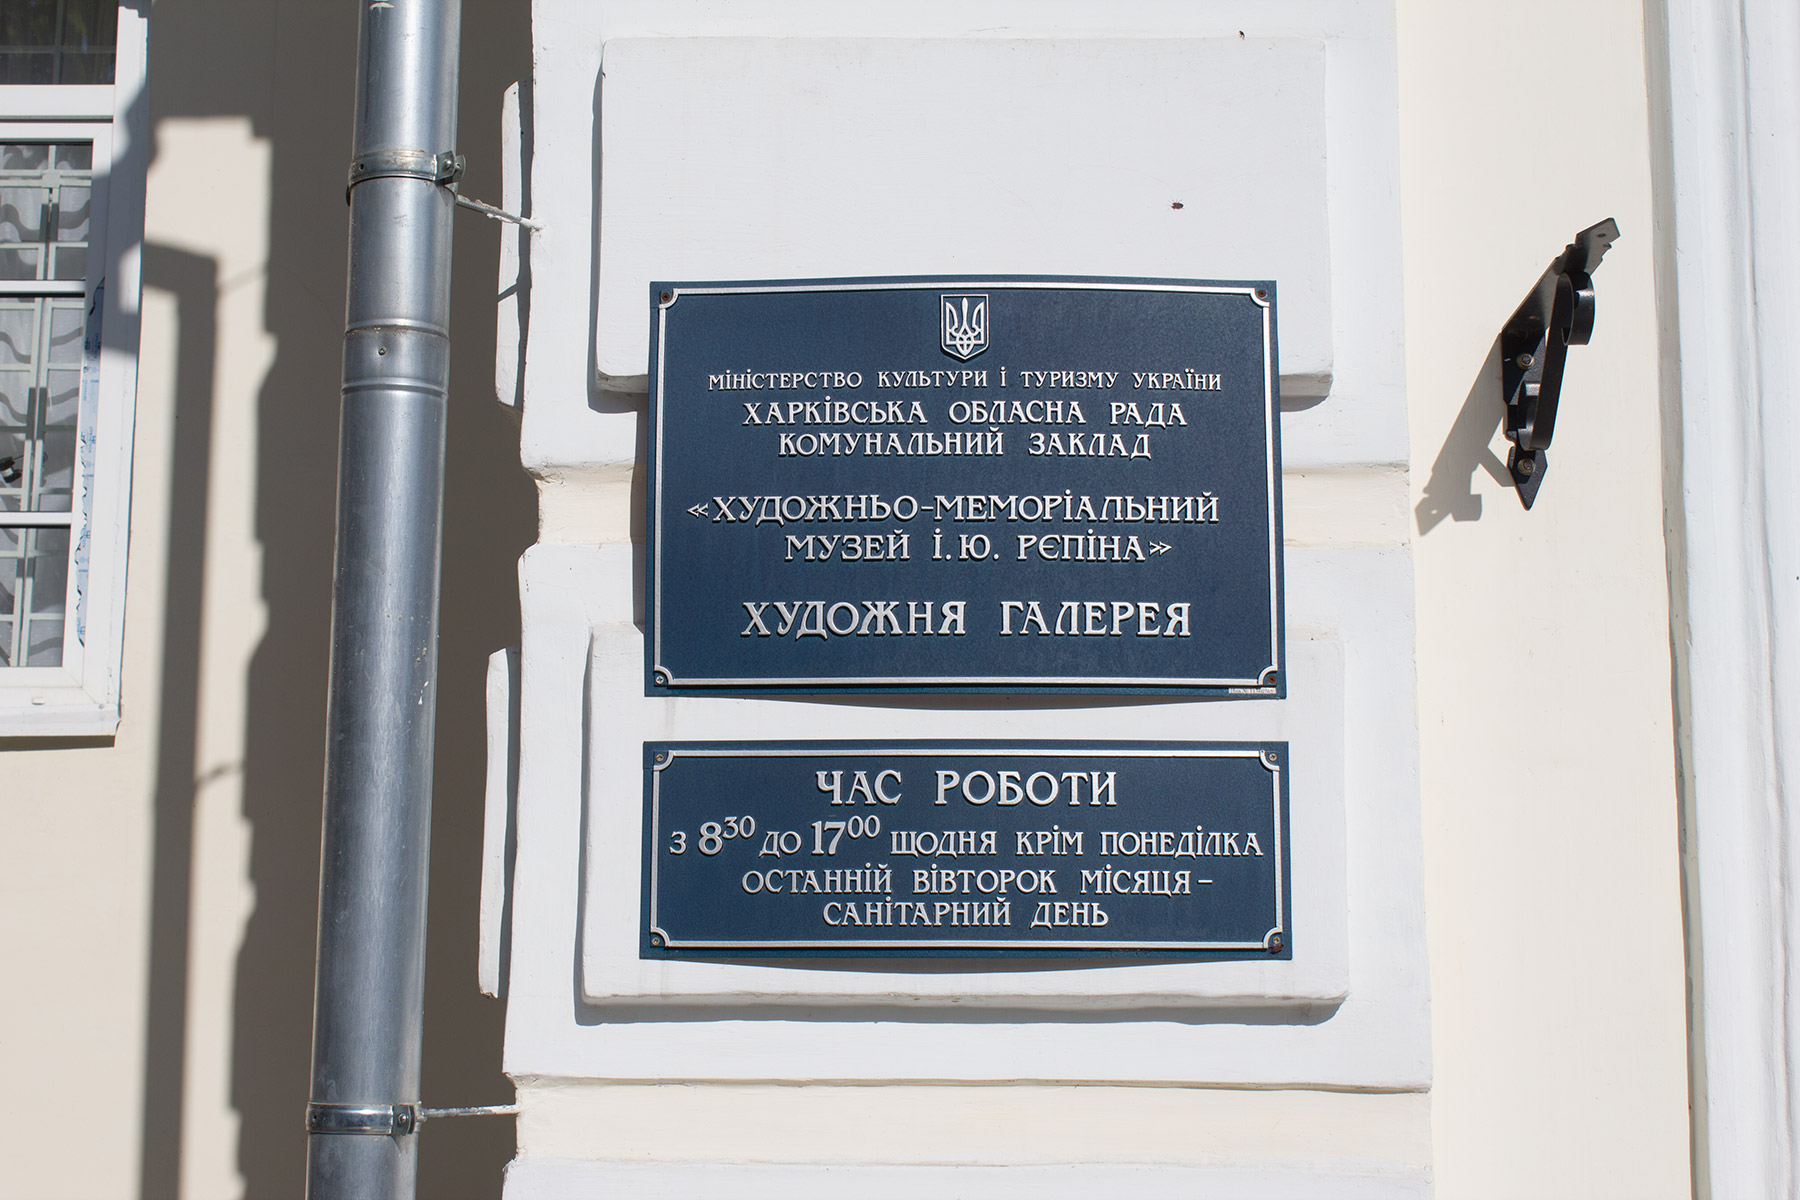 МІНІСТЕРСТВО КУЛЬТУРИ І ТУРИЗМУ УКРАЇНИ
ХАРКІВСЬКА ОБЛАСНА РАДА
КОМУНАЛЬНИЙ ЗАКЛАД
«ХУДОЖНЬО-МЕМОРІАЛЬНИЙ
МУЗЕЙ І.Ю. РЄПІНА»
ХУДОЖНЯ ГАЛЕРЕЯ
ЧАС РОБОТИ
З 8³⁰ ДО 17⁰⁰ ЩОДНЯ КРІМ ПОНЕДІЛКА
ОСТАННІЙ ВІВТОРОК МІСЯЦЯ –
САНІТАРНИЙ ДЕНЬ